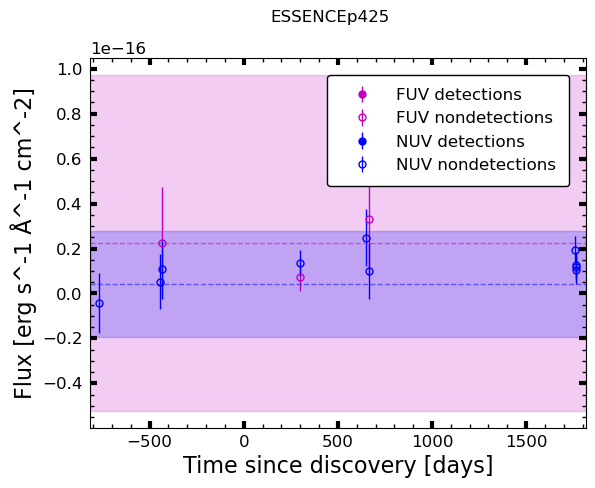 ESSENCEp425
1e−16
1.0
0.8
0.6
0.4
0.2
0.0
−0.2
−0.4
Flux [erg s^-1 Å^-1 cm^-2]
FUV detections
FUV nondetections
NUV detections
NUV nondetections
−500 0 500 1000 1500
Time since discovery [days]